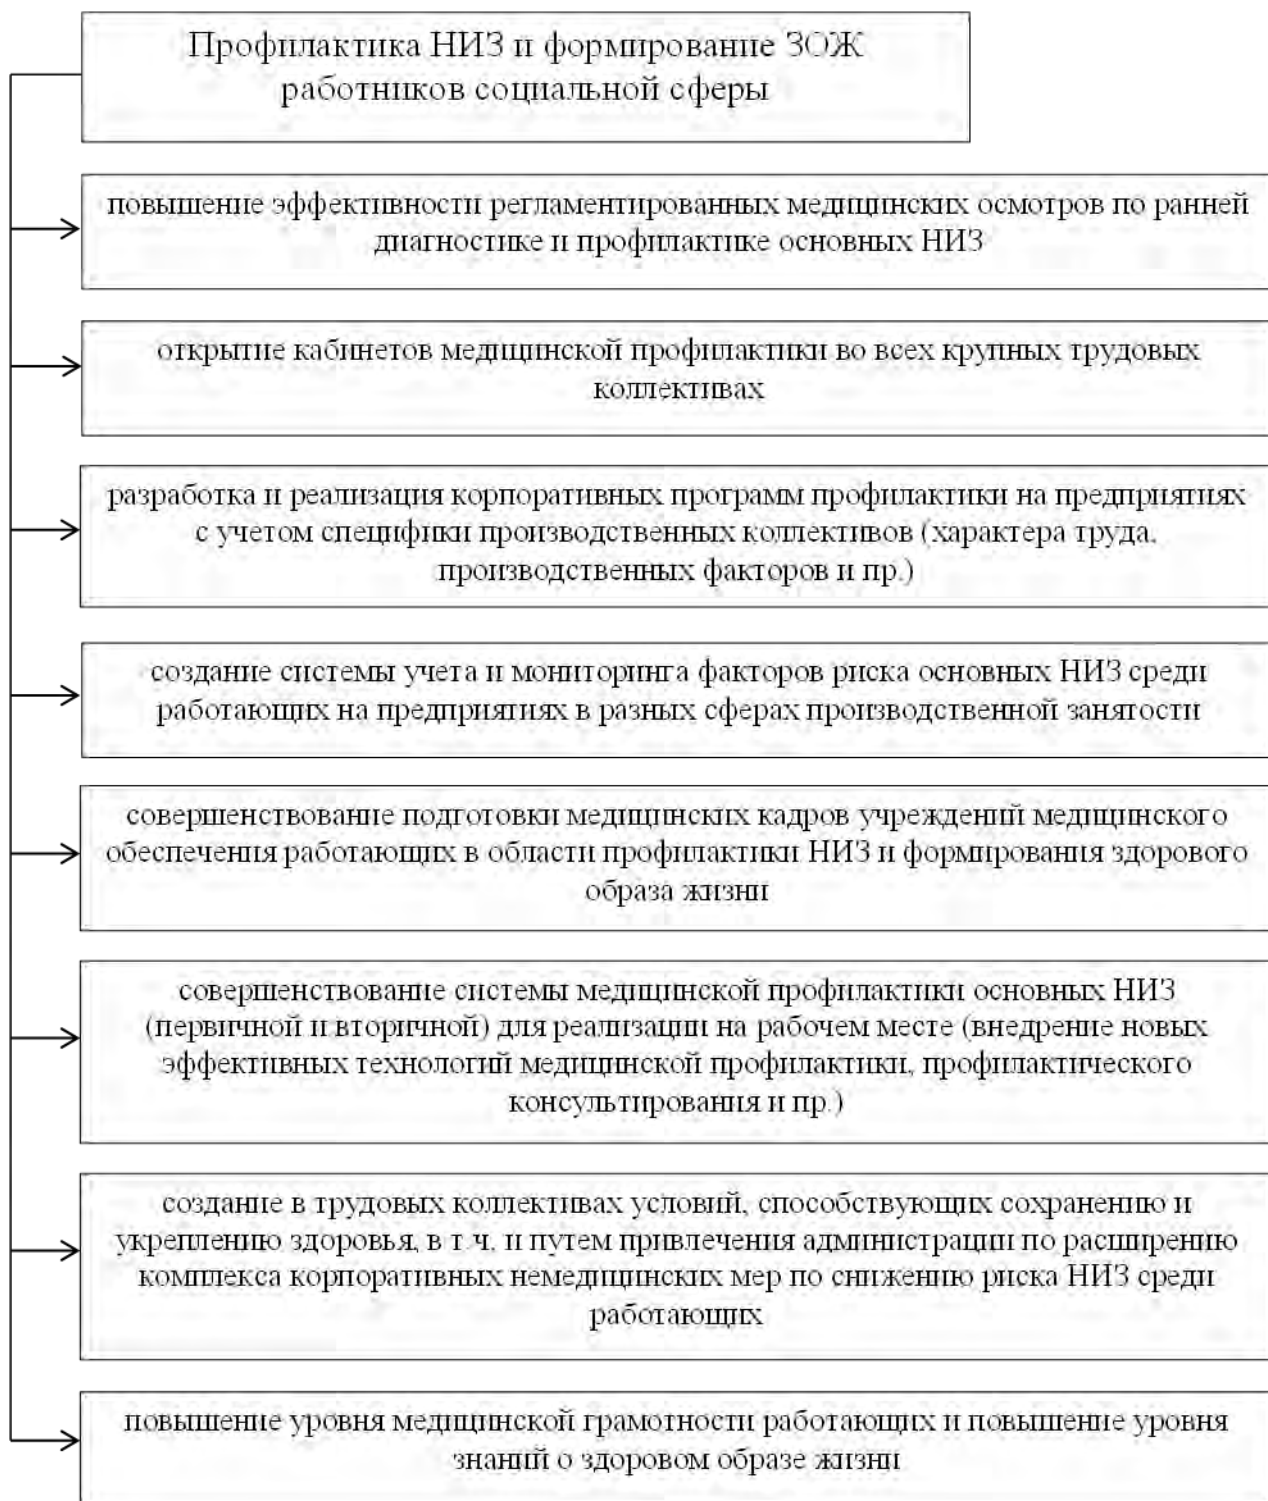 Профилактика НИЗ и формирование ЗОЖ
работников социальной сферы
повышение эффективности регламентированных медицинских осмотров по ранней
диагностике и профилактике основных НИЗ
открытие кабинетов медицинской профилактики во всех крупных трудовых
коллективах
разработка и реализация корпоративных программ профилактики на предприятиях
с учетом специфики производственных коллективов (характера труда,
производственных факторов и пр.)
создание системы учета и мониторинга факторов риска основных НИЗ среди
работающих на предприятиях в разных сферах производственной занятости
совершенствование подготовки медицинских кадров учреждений медицинского
обеспечения работающих в области профилактики НИЗ и формирования здорового
образа жизни
совершенствование системы медицинской профилактики основных НИЗ
(первичной и вторичной) для реализации на рабочем месте (внедрение новых
эффективных технологий медицинской профилактики, профилактического
консультирования и пр.)
создание в трудовых коллективах условий, способствующих сохранению и
укреплению здоровья, в т.ч. и путем привлечения администрации по расширению
комплекса корпоративных немедицинских мер по снижению риска НИЗ среди
работающих
повышение уровня медицинской грамотности работающих и повышение уровня
знаний о здоровом образе жизни